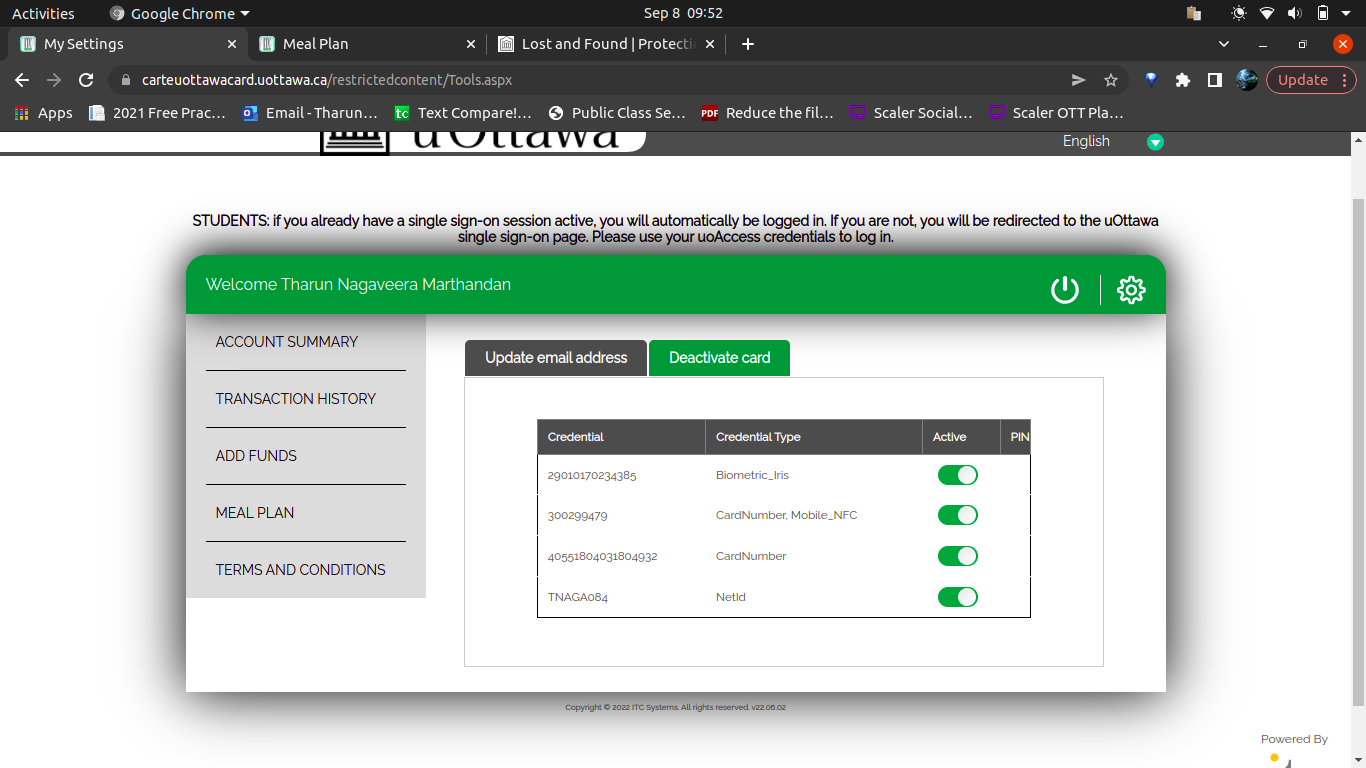 Activities
Google Chrome
Sep 8 09:52
My Settings
Meal Plan
Lost and Found | Protecti
carteuottawacard.uottawa.ca/restrictedcontent/Tools.aspx
Update
Apps
2021 Free Prac...
Email - Tharun...
tc
Text Compare!...
Public Class Se...
PDF
Reduce the fil...
Scaler Social...
Scaler OTT Pla...
uOttawa
English
STUDENTS: if you already have a single sign-on session active, you will automatically be logged in. If you are not, you will be redirected to the uOttawa
single sign-on page. Please use your uoAccess credentials to log in.
Welcome Tharun Nagaveera Marthandan
ACCOUNT SUMMARY
TRANSACTION HISTORY
ADD FUNDS
MEAL PLAN
TERMS AND CONDITIONS
Update email address
Deactivate card
Credential Credential Type Active PIN
29010170234385 Biometric_Iris
300299479 CardNumber, Mobile_NFC
40551804031804932 CardNumber
TNAGA084 NetId
Copyright © 2022 ITC Systems. All rights reserved. v22.06.02
Powered By